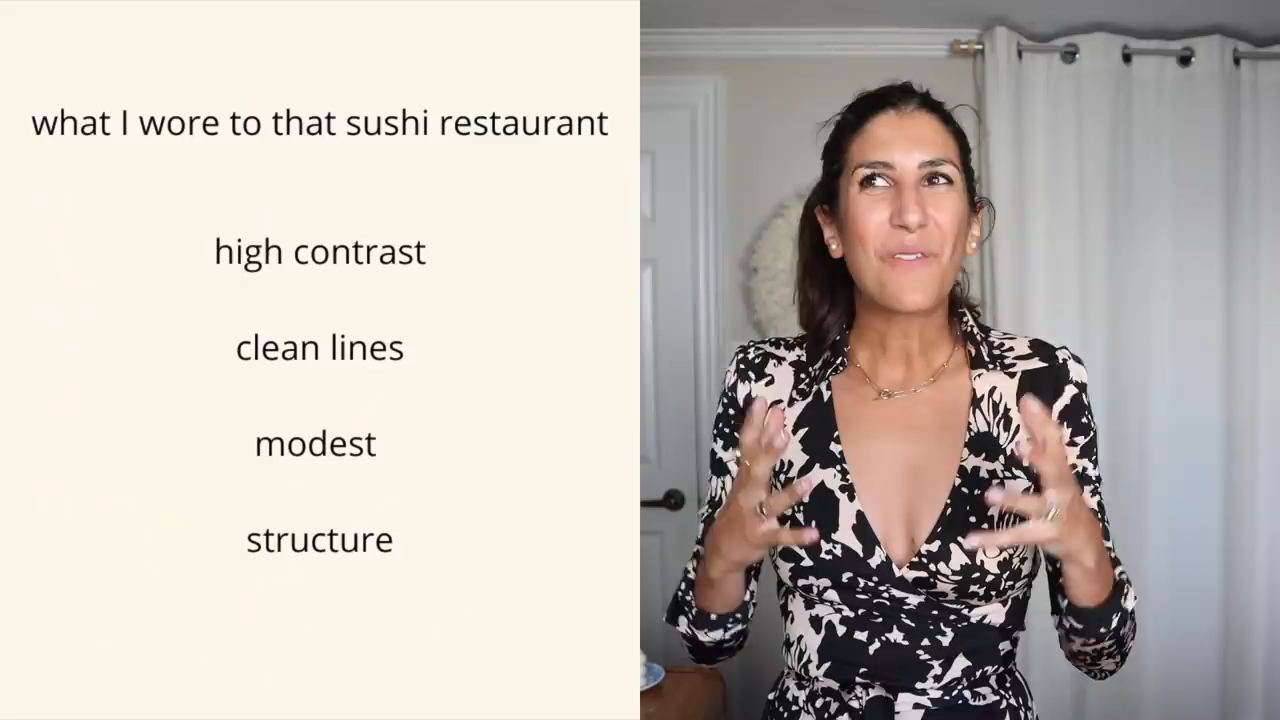 what I wore to that sushi restaurant
high contrast
clean lines
modest
structure